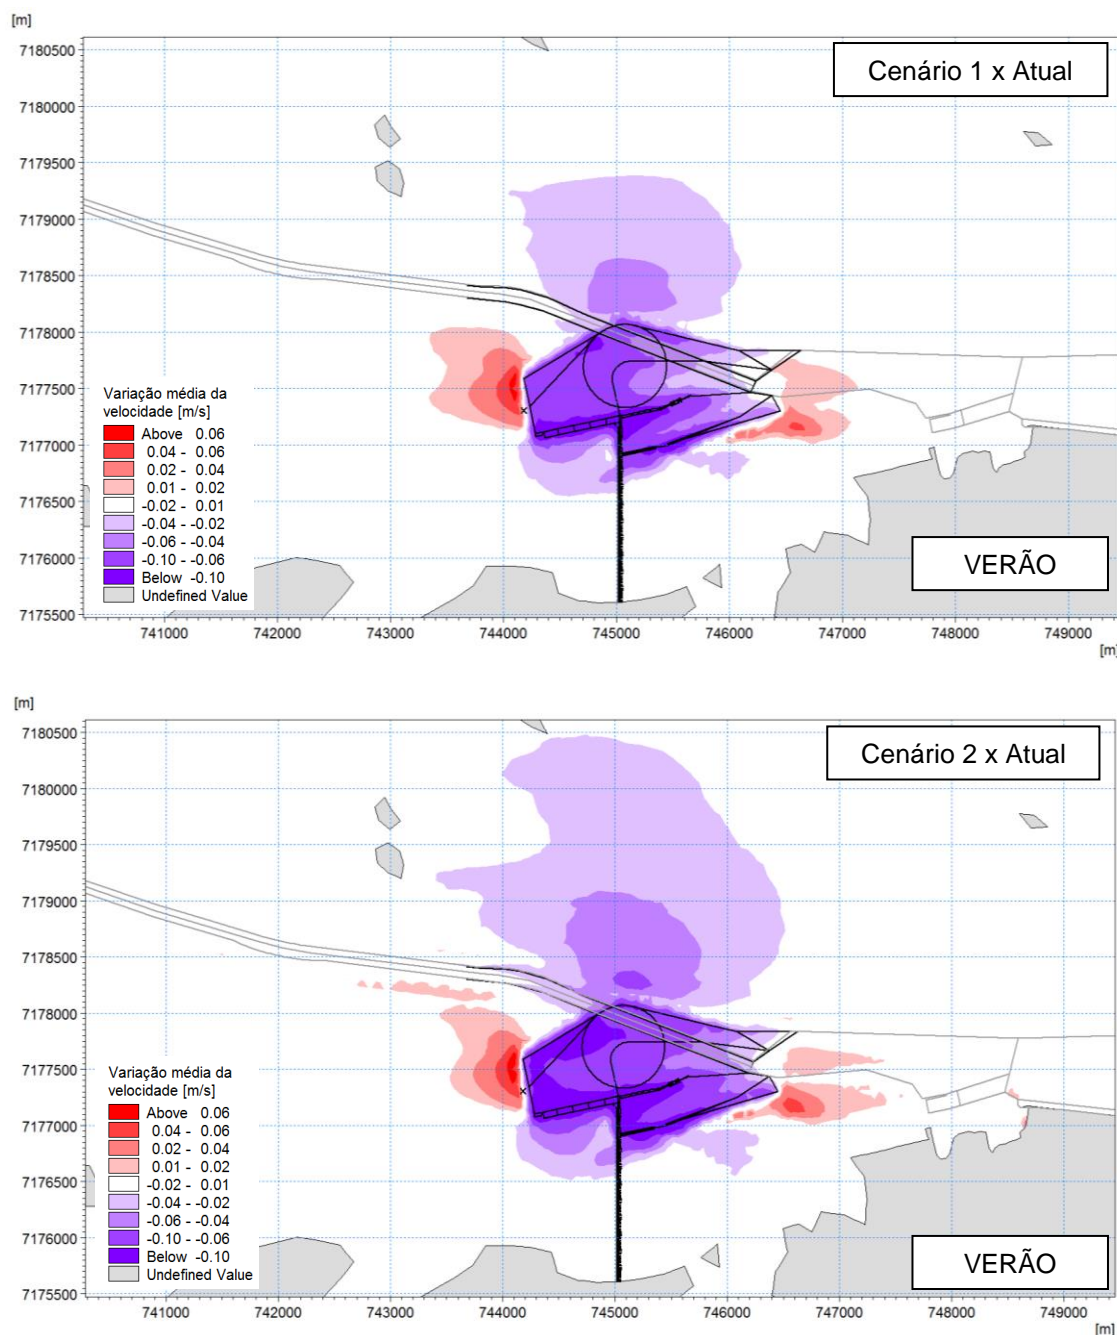 [m]
7180500
Cenário 1 x Atual
7180000
7179500
7179000
7178500
7178000
7177500
7177000
7176500
7176000
7175500
Variação média da
velocidade [m/s]
Above 0.06
0.04 - 0.06
0.02 - 0.04
0.01 - 0.02
-0.02 - 0.01
-0.04 - -0.02
-0.06 - -0.04
-0.10 - -0.06
Below -0.10
Undefined Value
VERÃO
741000 742000 743000 744000 745000 746000 747000 748000 749000
[m]
[m]
7180500
Cenário 2 x Atual
7180000
7179500
7179000
7178500
7178000
7177500
7177000
7176500
7176000
7175500
Variação média da
velocidade [m/s]
Above 0.06
0.04 - 0.06
0.02 - 0.04
0.01 - 0.02
-0.02 - 0.01
-0.04 - -0.02
-0.06 - -0.04
-0.10 - -0.06
Below -0.10
Undefined Value
VERÃO
741000 742000 743000 744000 745000 746000 747000 748000 749000
[m]